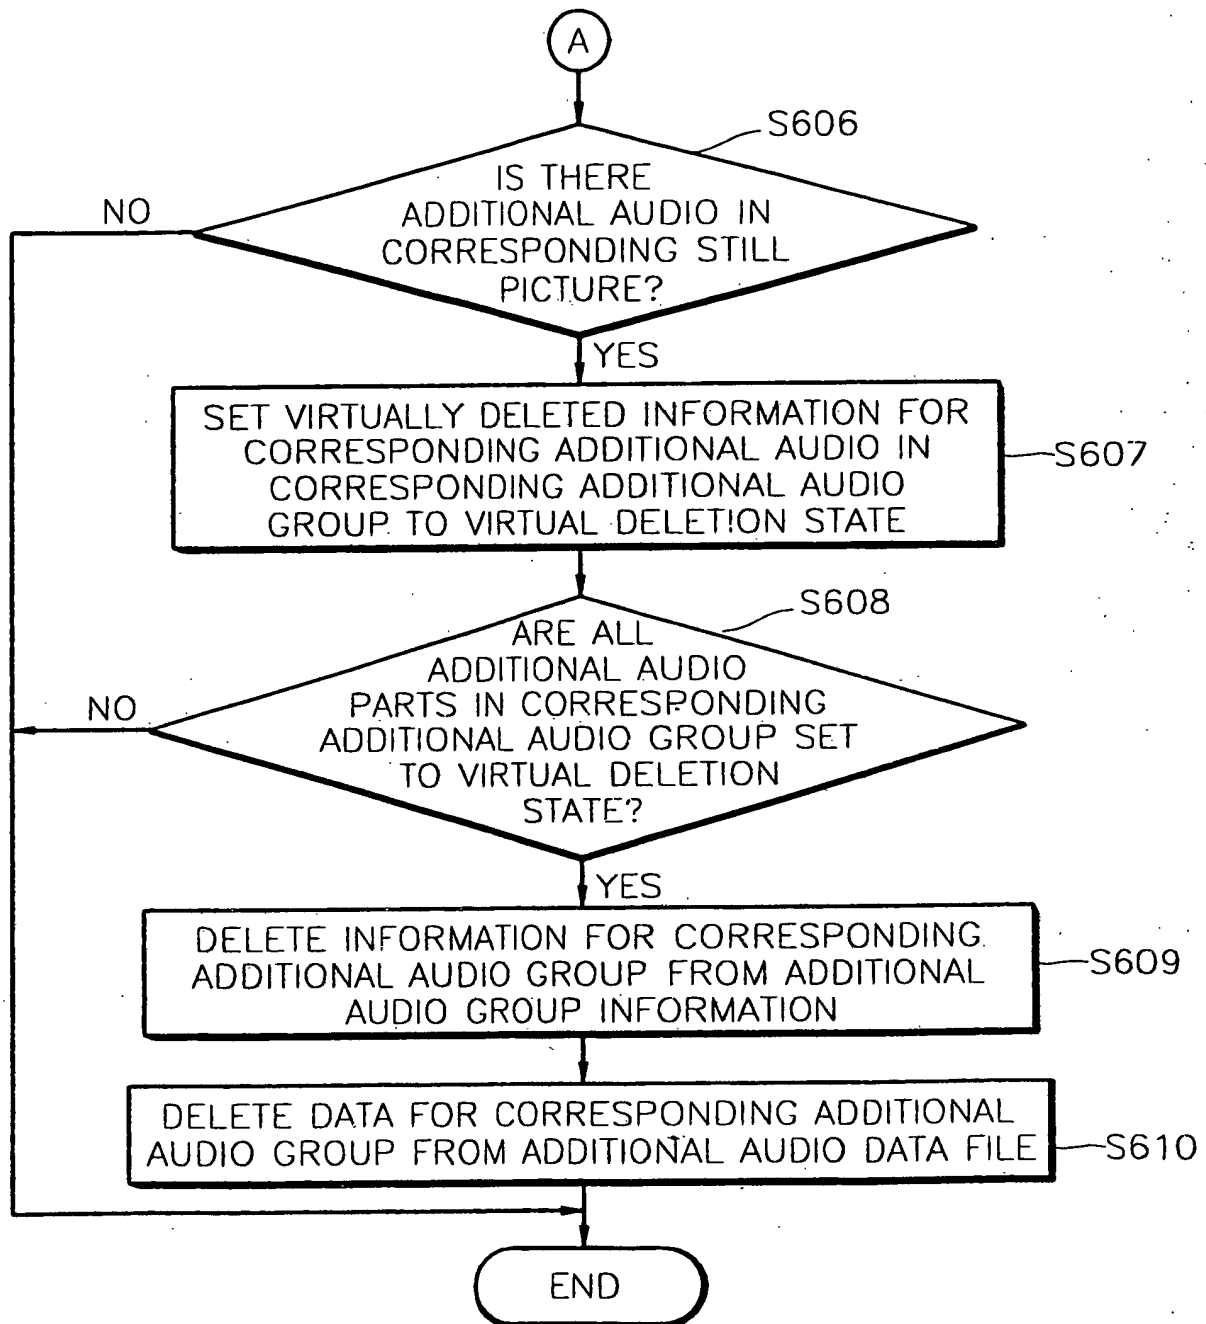 A
S606
IS THERE
ADDITIONAL AUDIO IN
CORRESPONDING STILL
PICTURE?
NO
YES
SET VIRTUALLY DELETED INFORMATION FOR
CORRESPONDING ADDITIONAL AUDIO IN
CORRESPONDING ADDITIONAL AUDIO
GROUP TO VIRTUAL DELETION STATE
S607
S608
ARE ALL
ADDITIONAL AUDIO
PARTS IN CORRESPONDING
ADDITIONAL AUDIO GROUP SET
TO VIRTUAL DELETION
STATE?
NO
YES
DELETE INFORMATION FOR CORRESPONDING
ADDITIONAL AUDIO GROUP FROM ADDITIONAL
AUDIO GROUP INFORMATION
S609
DELETE DATA FOR CORRESPONDING ADDITIONAL
AUDIO GROUP FROM ADDITIONAL AUDIO DATA FILE
S610
END